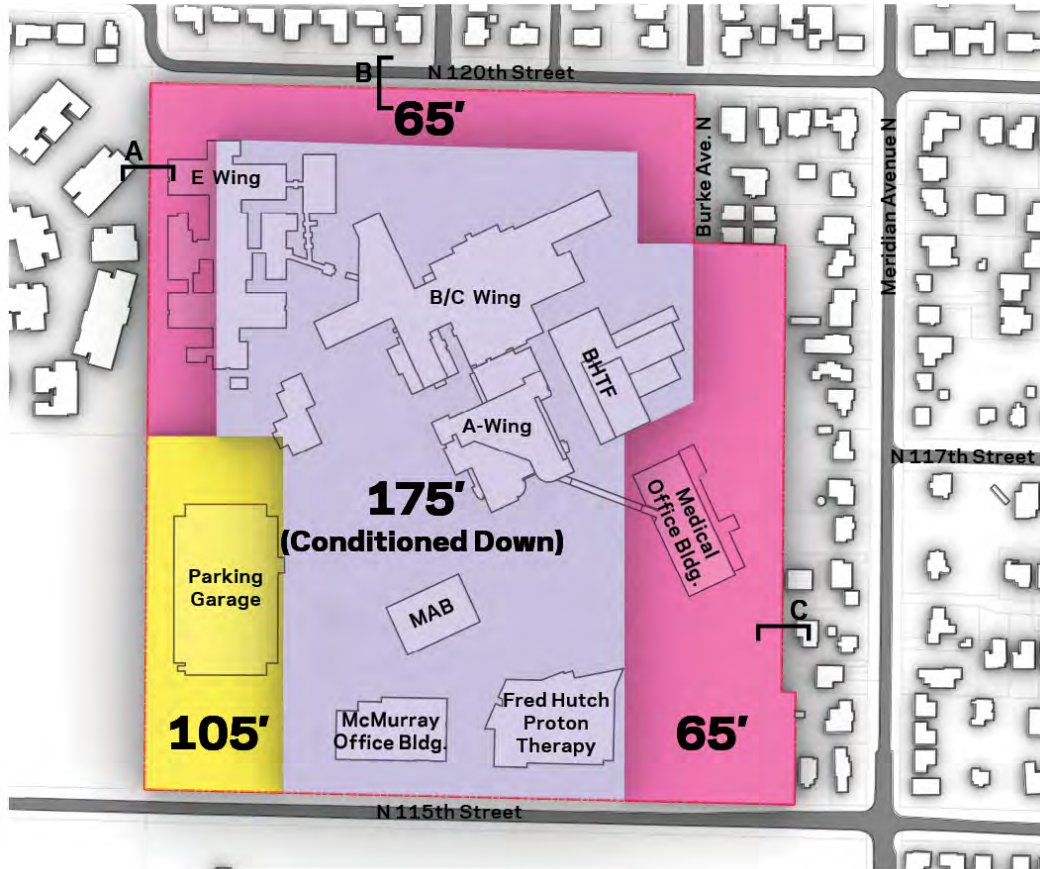 B
N 120th Street
65′
A
E Wing
Burke Ave. N
Meridian Avenue N
B/C Wing
BHTF
A-Wing
N 117th Street
175′
(Conditioned Down)
Medical
Office Bldg.
Parking
Garage
MAB
C
105′
McMurray
Office Bldg.
Fred Hutch
Proton
Therapy
65′
N 115th Street